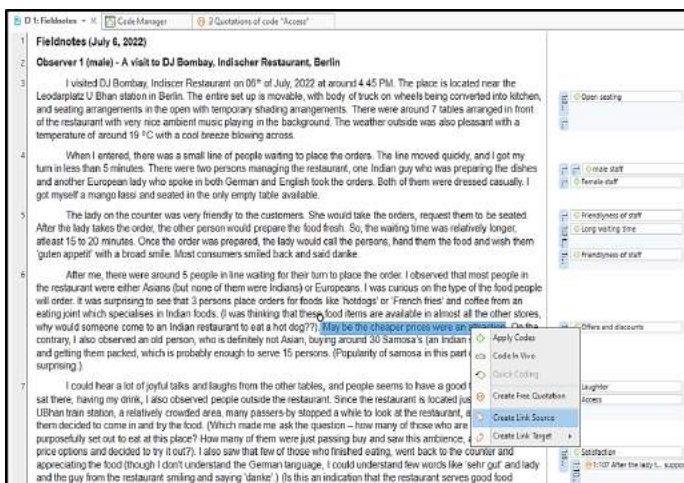 D 1: Fieldnotes
Code Manager
2 Quotations of code "Access"
1 Fieldnotes (July 6, 2022)
2 Observer 1 (male) - A visit to DJ Bombay, Indischer Restaurant, Berlin
3 I visited DJ Bombay, Indiscer Restaurant on 06th of July, 2022 at around 4.45 PM. The place is located near the
Leodarplatz U Bhan station in Berlin. The entire set up is movable, with body of truck on wheels being converted into kitchen,
and seating arrangements in the open with temporary shading arrangements. There were around 7 tables arranged in front
of the restaurant with very nice ambient music playing in the background. The weather outside was also pleasant with a
temperature of around 19 °C with a cool breeze blowing across.
Open seating
4 When I entered, there was a small line of people waiting to place the orders. The line moved quickly, and I got my
turn in less than 5 minutes. There were two persons managing the restaurant, one Indian guy who was preparing the dishes
and another European lady who spoke in both German and English took the orders. Both of them were dressed casually. I
got myself a mango lassi and seated in the only empty table available.
male staff
Female staff
5 The lady on the counter was very friendly to the customers. She would take the orders, request them to be seated.
After the lady takes the order, the other person would prepare the food fresh. So, the waiting time was relatively longer,
atleast 15 to 20 minutes. Once the order was prepared, the lady would call the persons, hand them the food and wish them
'guten appetit' with a broad smile. Most consumers smiled back and said danke.
Friendlyness of staff
Long waiting time
Friendlyness of staff
6 After me, there were around 5 people in line waiting for their turn to place the order. I observed that most people in
the restaurant were either Asians (but none of them were Indians) or Europeans. I was curious on the type of the food people
will order. It was surprising to see that 3 persons place orders for foods like 'hotdogs' or 'French fries' and coffee from an
eating joint which specialises in Indian foods. (I was thinking that these food items are available in almost all the other stores,
why would someone come to an Indian restaurant to eat a hot dog??). May be the cheaper prices were an attraction. On the
contrary, I also observed an old person, who is definitely not Asian, buying around 30 Samosa's (an Indian
and getting them packed, which is probably enough to serve 15 persons. (Popularity of samosa in this part
surprising.)
Offers and discounts
Apply Codes
Code In Vivo
Quick Coding
Create Free Quotation
Create Link Source
Create Link Target
7 I could hear a lot of joyful talks and laughs from the other tables, and people seems to have a good
sat there, having my drink, I also observed people outside the restaurant. Since the restaurant is located just
UBhan train station, a relatively crowded area, many passers-by stopped a while to look at the restaurant,
them decided to come in and try the food. (Which made me ask the question – how many of those who are
purposefully set out to eat at this place? How many of them were just passing buy and saw this ambience,
price options and decided to try it out?). I also saw that few of those who finished eating, went back to the counter and
appreciating the food (though I don't understand the German language, I could understand few words like 'sehr gut' and lady
and the guy from the restaurant smiling and saying 'danke'.) (Is this an indication that the restaurant serves good food
Laughter
Access
Satisfaction
1:107 After the lady t... suppo